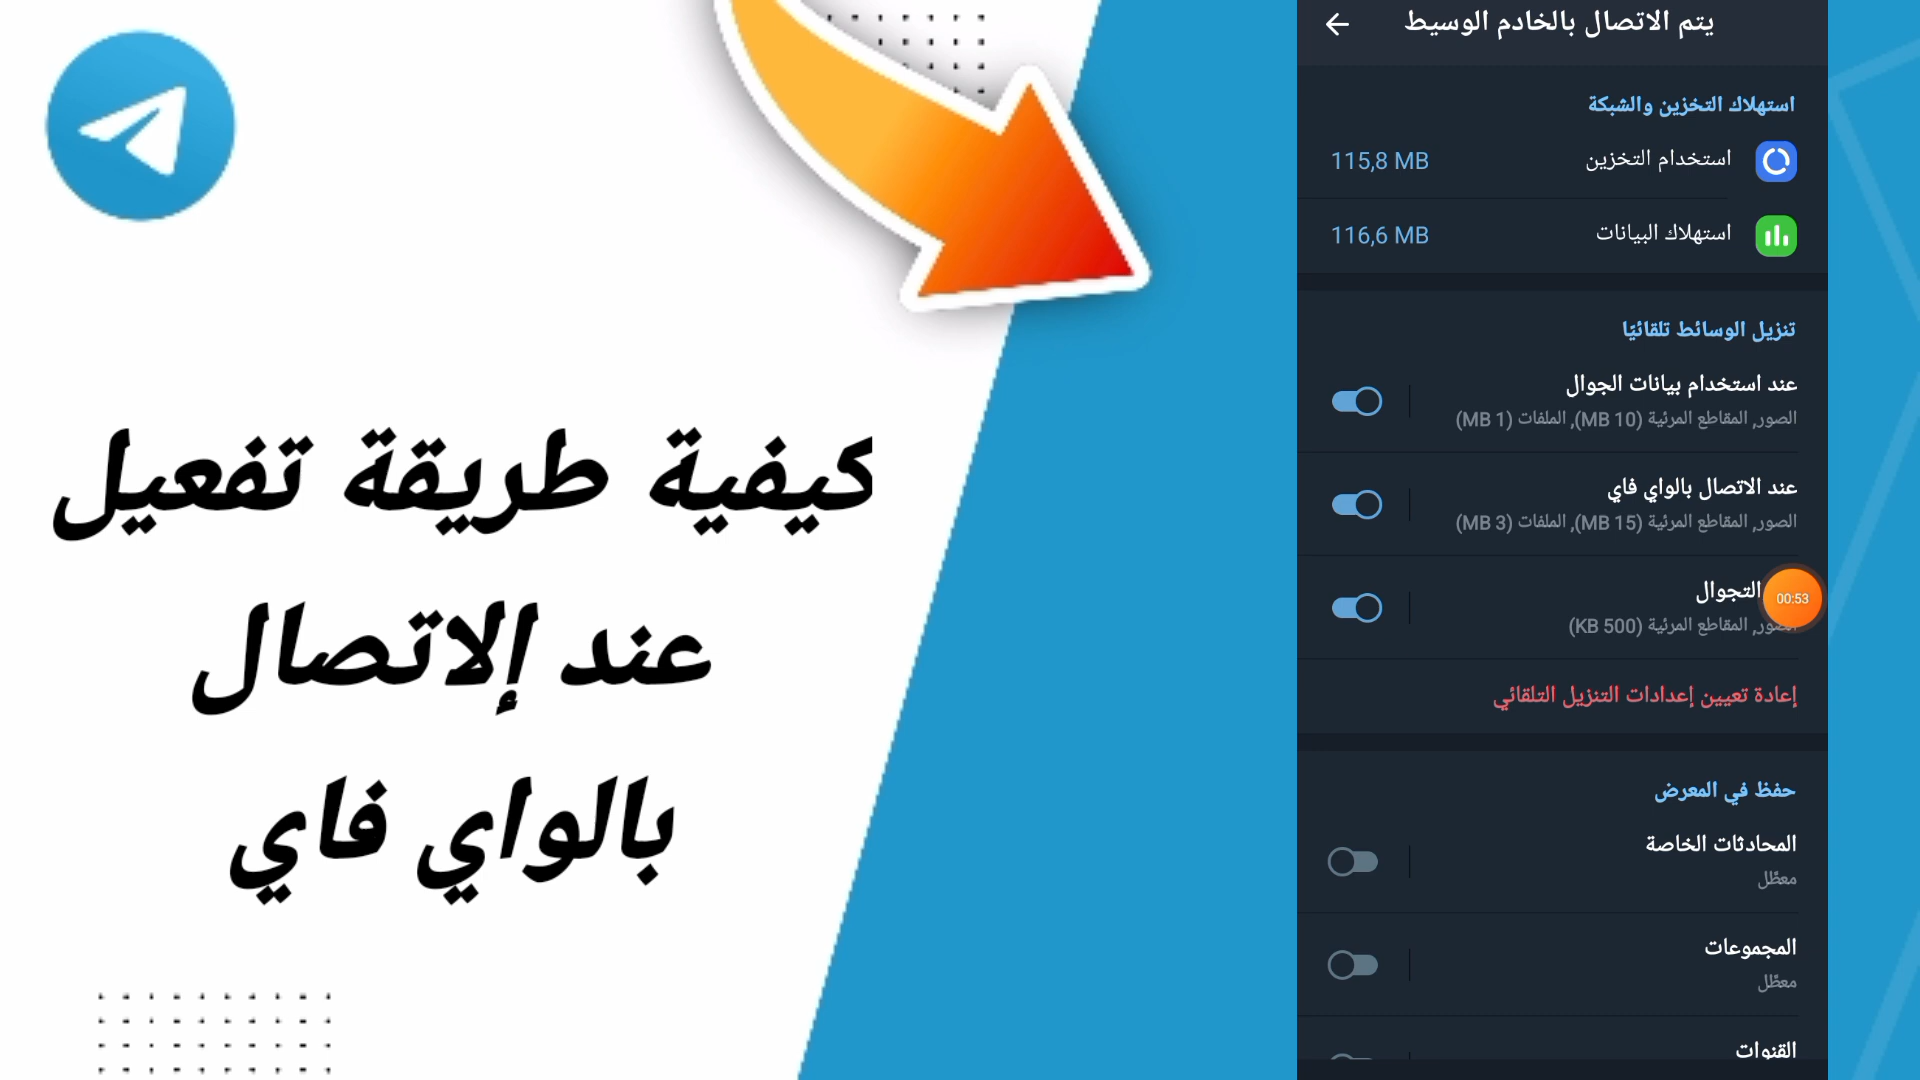 كيفية طريقة تفعيل
عند إلاتصال
بالواي فاي
يتم الاتصال بالخادم الوسيط
استهلاك التخزين والشبكة
استخدام التخزين
115,8 MB
استهلاك البيانات
116,6 MB
تنزيل الوسائط تلقائيًا
عند استخدام بيانات الجوال
الصور, المقاطع المرئية (10 MB), الملفات (1 MB)
عند الاتصال بالواي فاي
الصور, المقاطع المرئية (15 MB), الملفات (3 MB)
التجوال
00:53
المقاطع المرئية (500 KB)
إعادة تعيين إعدادات التنزيل التلقائي
حفظ في المعرض
المحادثات الخاصة
معطّل
المجموعات
معطّل
القنوات